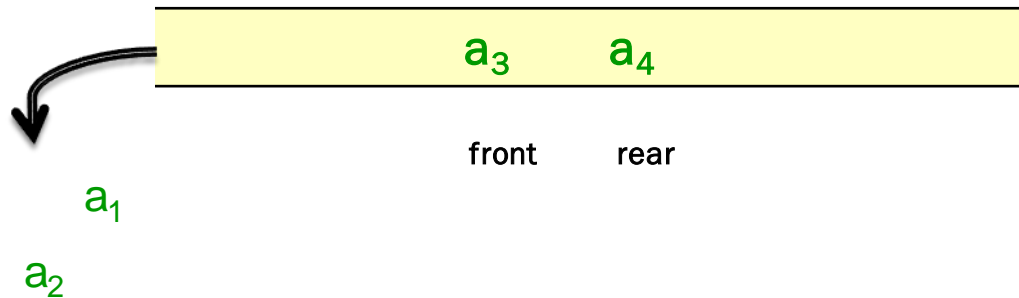 a₃ a₄
front rear
a₁
a₂